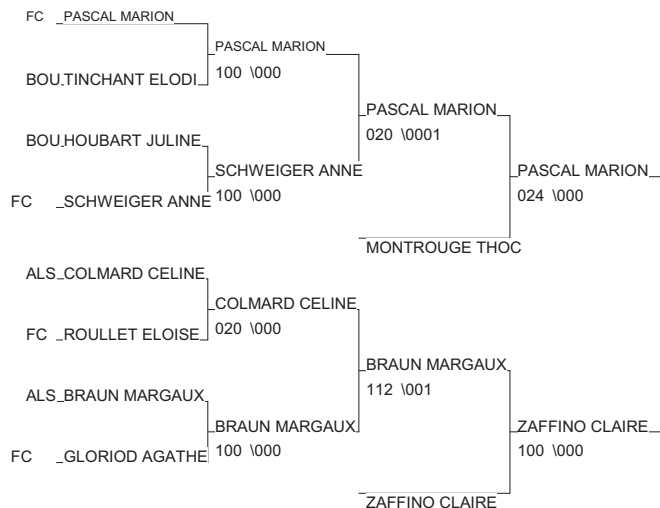 FC PASCAL MARION
PASCAL MARION
100 \000
BOU TINCHANT ELODI
PASCAL MARION
020 \0001
BOU HOUBART JULINE
SCHWEIGER ANNE
100 \000
PASCAL MARION
024 \000
FC SCHWEIGER ANNE
MONTROUGE THOC
ALS COLMARD CELINE
COLMARD CELINE
020 \000
FC ROULLET ELOISE
BRAUN MARGAUX
112 \001
ALS BRAUN MARGAUX
BRAUN MARGAUX
100 \000
ZAFFINO CLAIRE
100 \000
FC GLORIOD AGATHE
ZAFFINO CLAIRE